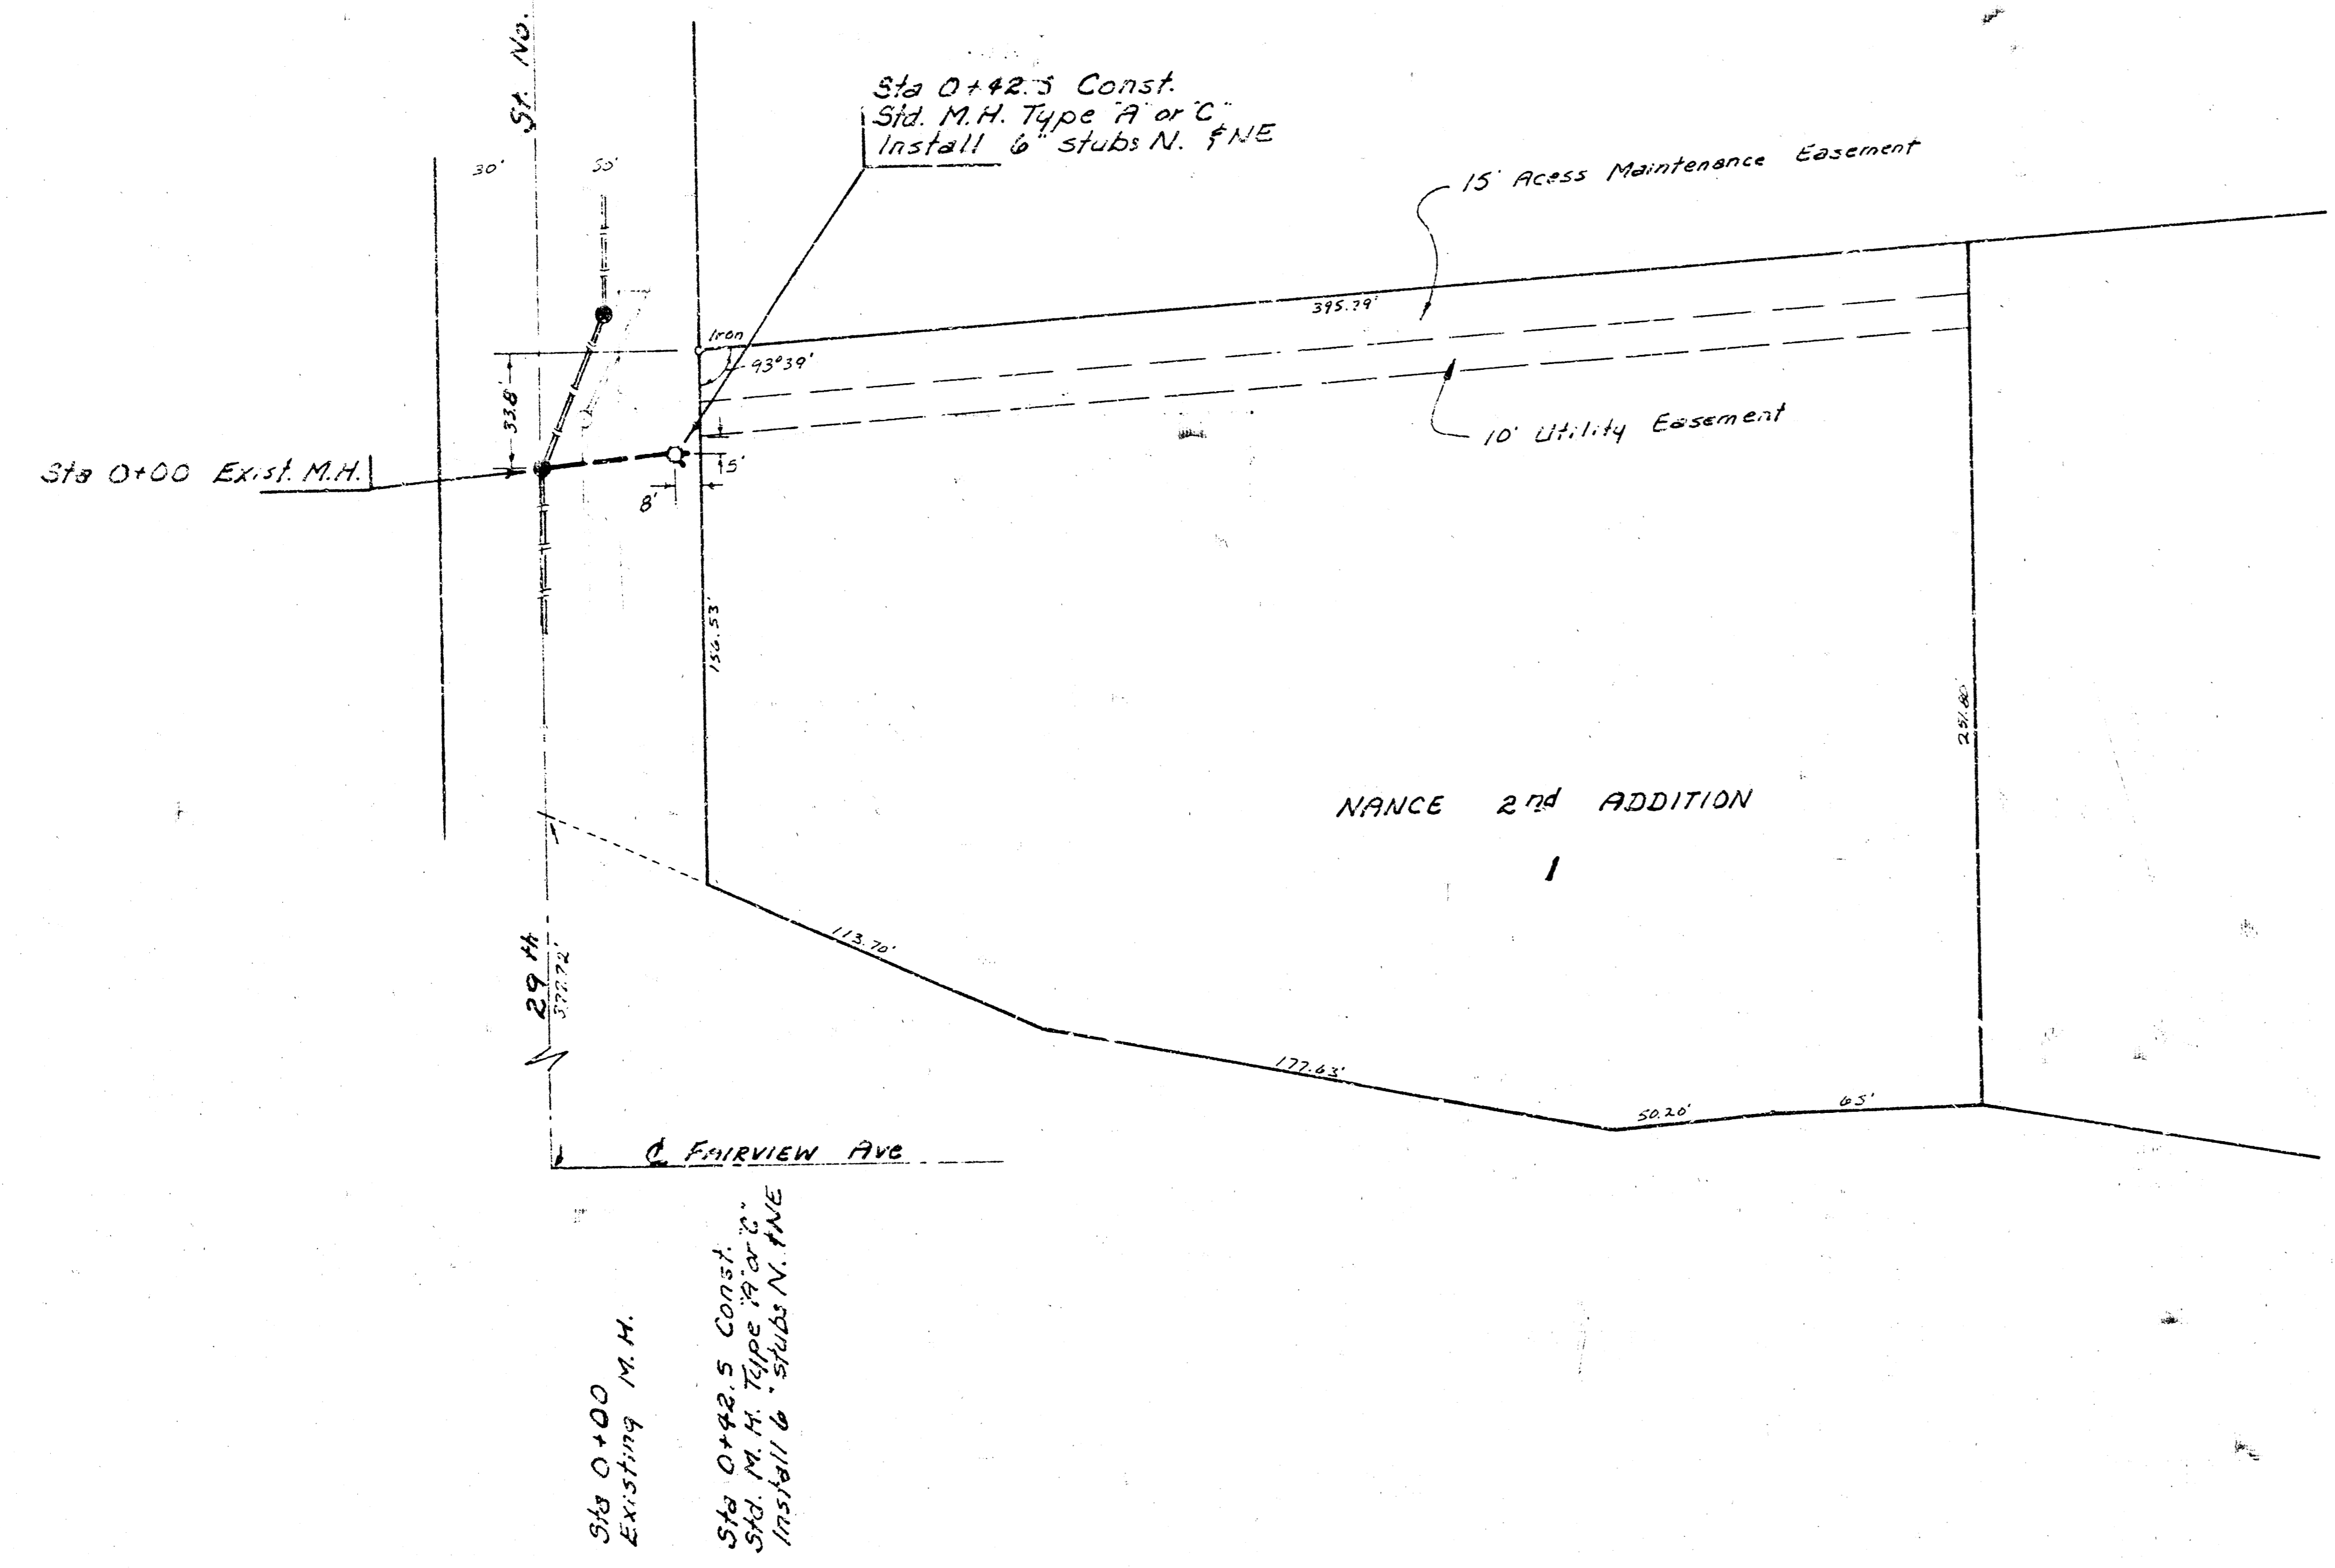 St. No.
Sta 0+42.5 Const.
Std. M.H. Type "A" or "C"
Install 6" stubs N. & NE
30'
15' Acess Maintenance Easement
395.79'
Iron
93°39'
33.8'
10' Utility Easement
Sta 0+00 Exist. M.H.
5'
8'
156.53'
251.80'
NANCE 2nd ADDITION
1
113.70'
29th
377.72'
177.63'
50.20'
65'
℄ FAIRVIEW Ave
Sta 0+00
Existing M.H.
Sta 0+42.5 Const.
Std. M.H. Type "A" or "C"
Install 6" stubs N. & NE